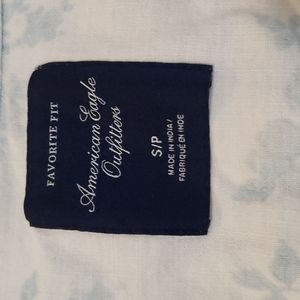 FAVORITE FIT
American Eagle
Outfitters
S/P
MADE IN INDIA/
FABRIQUÉ EN INDE